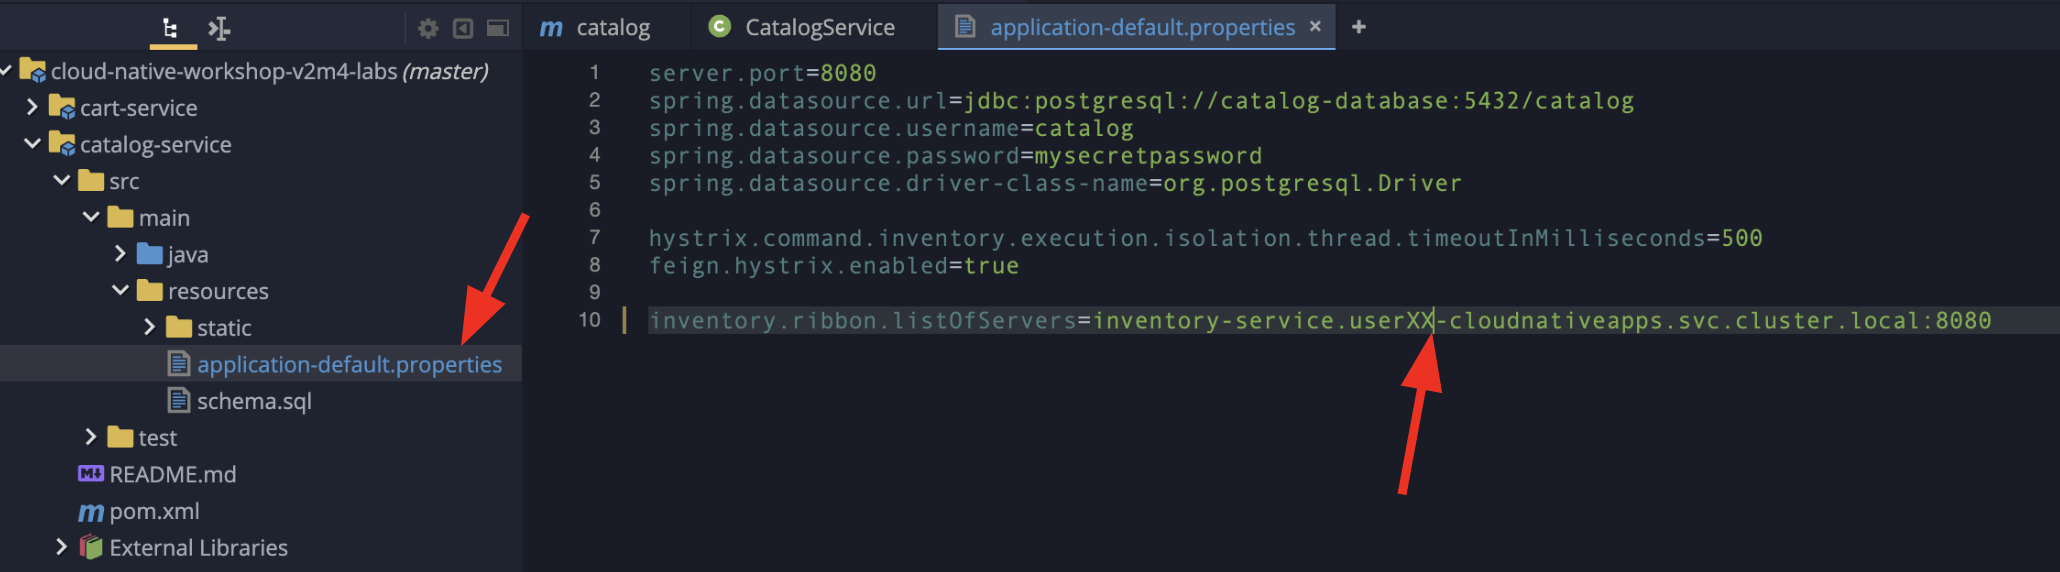 catalog
CatalogService
application-default.properties
cloud-native-workshop-v2m4-labs (master)
cart-service
catalog-service
src
main
java
resources
static
application-default.properties
schema.sql
test
M README.md
m pom.xml
External Libraries
1 server.port=8080
2 spring.datasource.url=jdbc:postgresql://catalog-database:5432/catalog
3 spring.datasource.username=catalog
4 spring.datasource.password=mysecretpassword
5 spring.datasource.driver-class-name=org.postgresql.Driver
6
7 hystrix.command.inventory.execution.isolation.thread.timeoutInMilliseconds=500
8 feign.hystrix.enabled=true
9
10 inventory.ribbon.listOfServers=inventory-service.userXX-cloudnativeapps.svc.cluster.local:8080